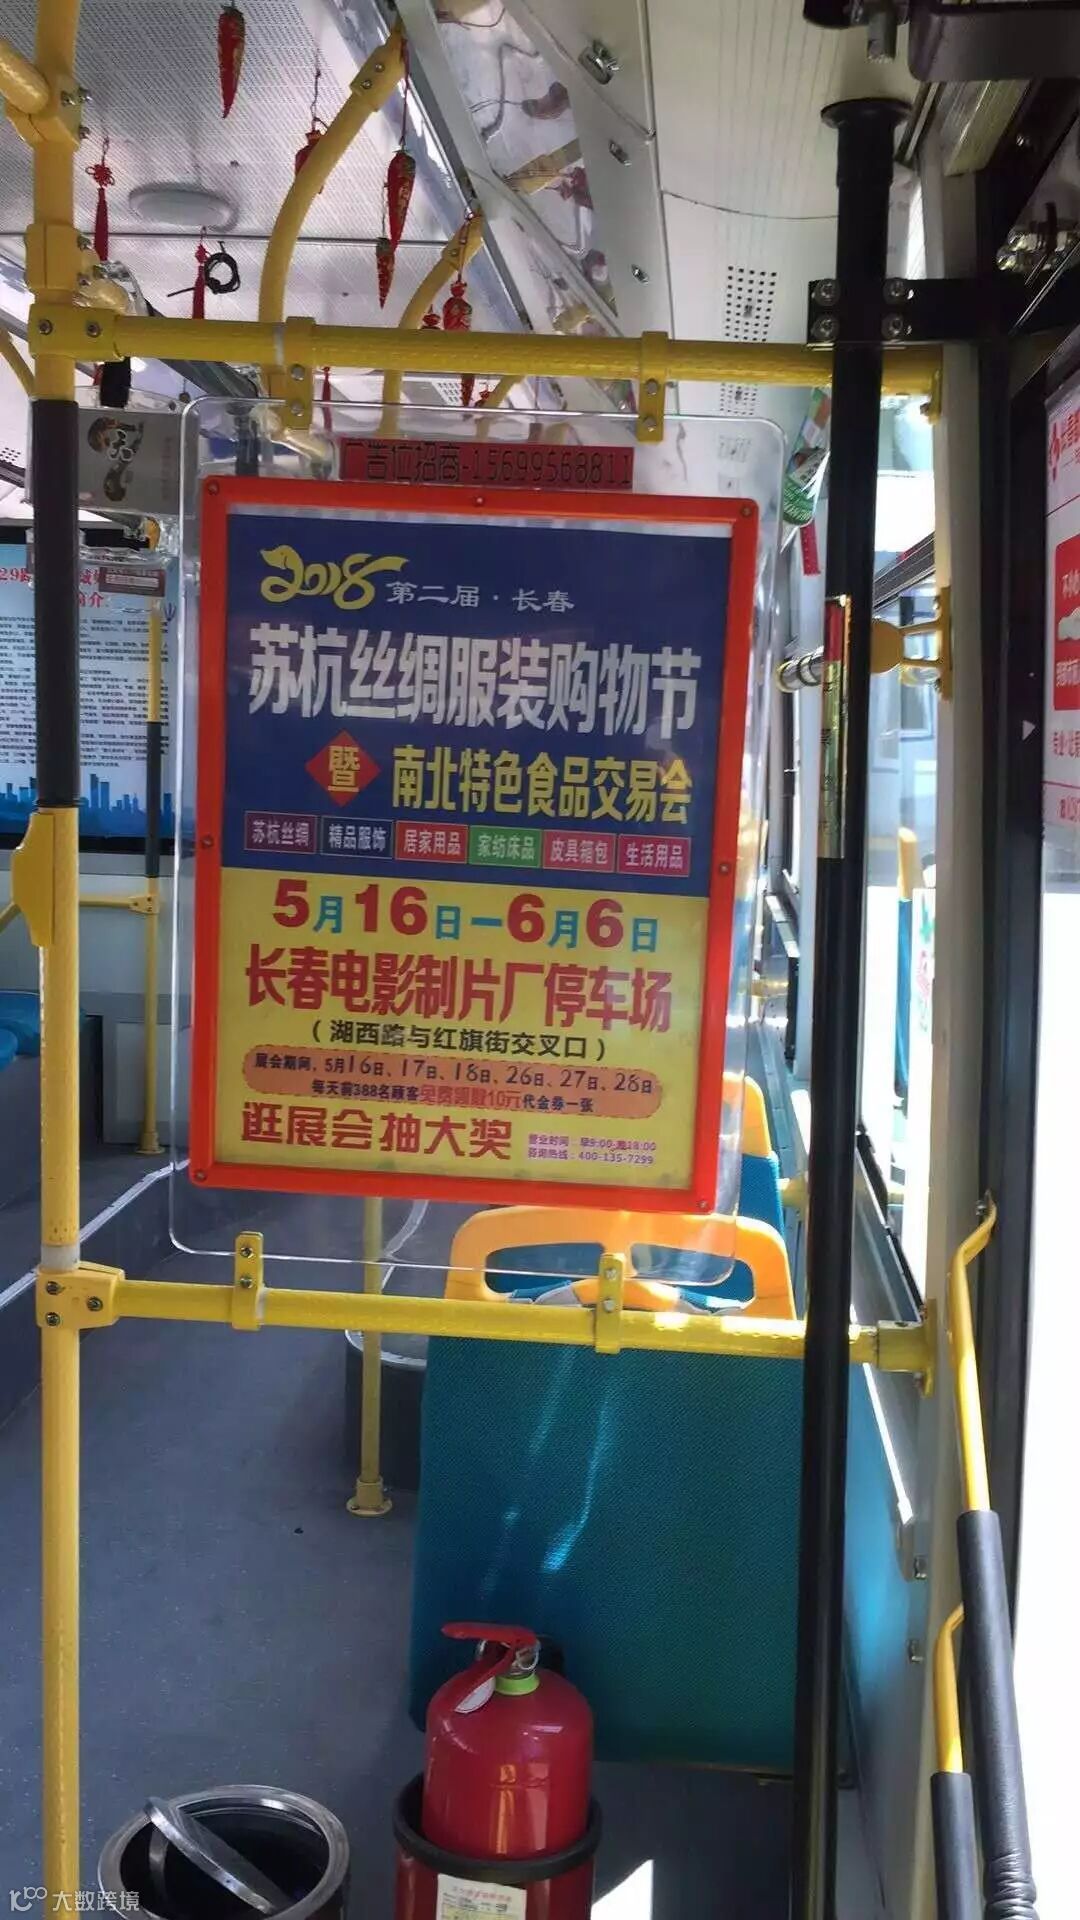 广告位招商-15699568811
2018 第二届·长春
苏杭丝绸服装购物节
暨 南北特色食品交易会
苏杭丝绸 精品服饰 居家用品 家纺床品 皮具箱包 生活用品
5月16日—6月6日
长春电影制片厂停车场
（湖西路与红旗街交叉口）
展会期间，5月16日、17日、18日、26日、27日、28日
每天前388名顾客免费领取10元代金券一张
逛展会抽大奖
营业时间：早9:00-晚18:00
咨询热线：400-135-7299
大数跨境